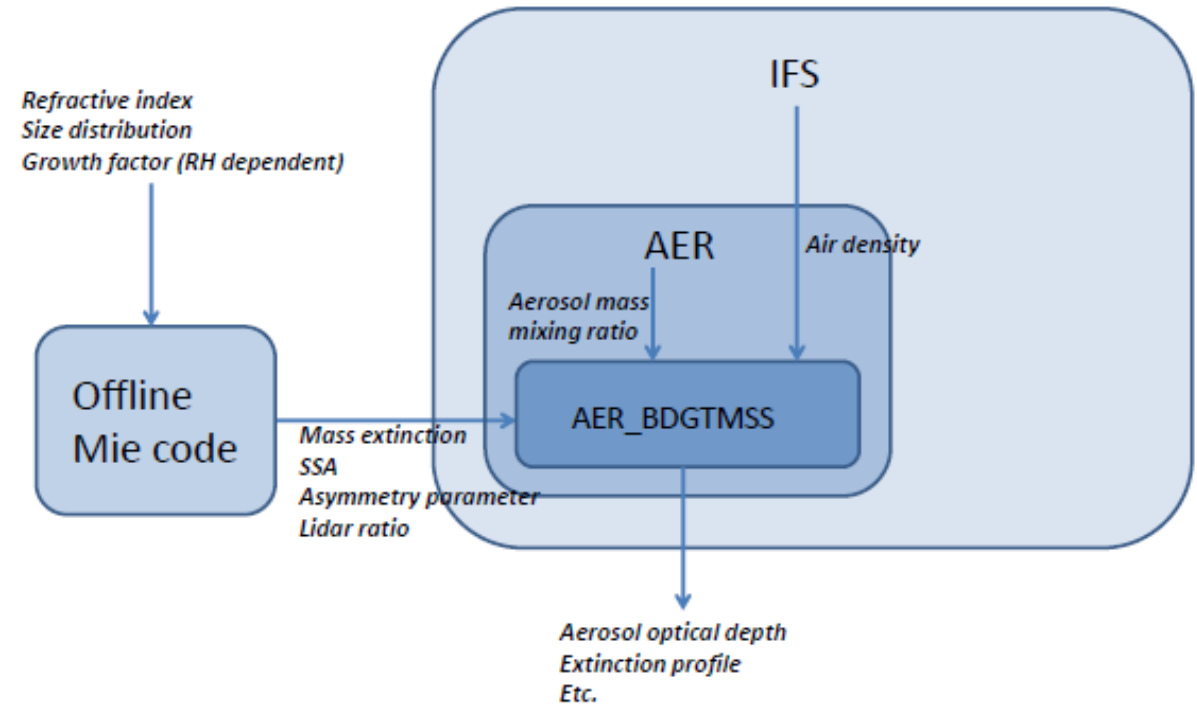 IFS
Refractive index
Size distribution
Growth factor (RH dependent)
AER
Air density
Aerosol mass
mixing ratio
Offline
Mie code
AER_BDGTMSS
Mass extinction
SSA
Asymmetry parameter
Lidar ratio
Aerosol optical depth
Extinction profile
Etc.